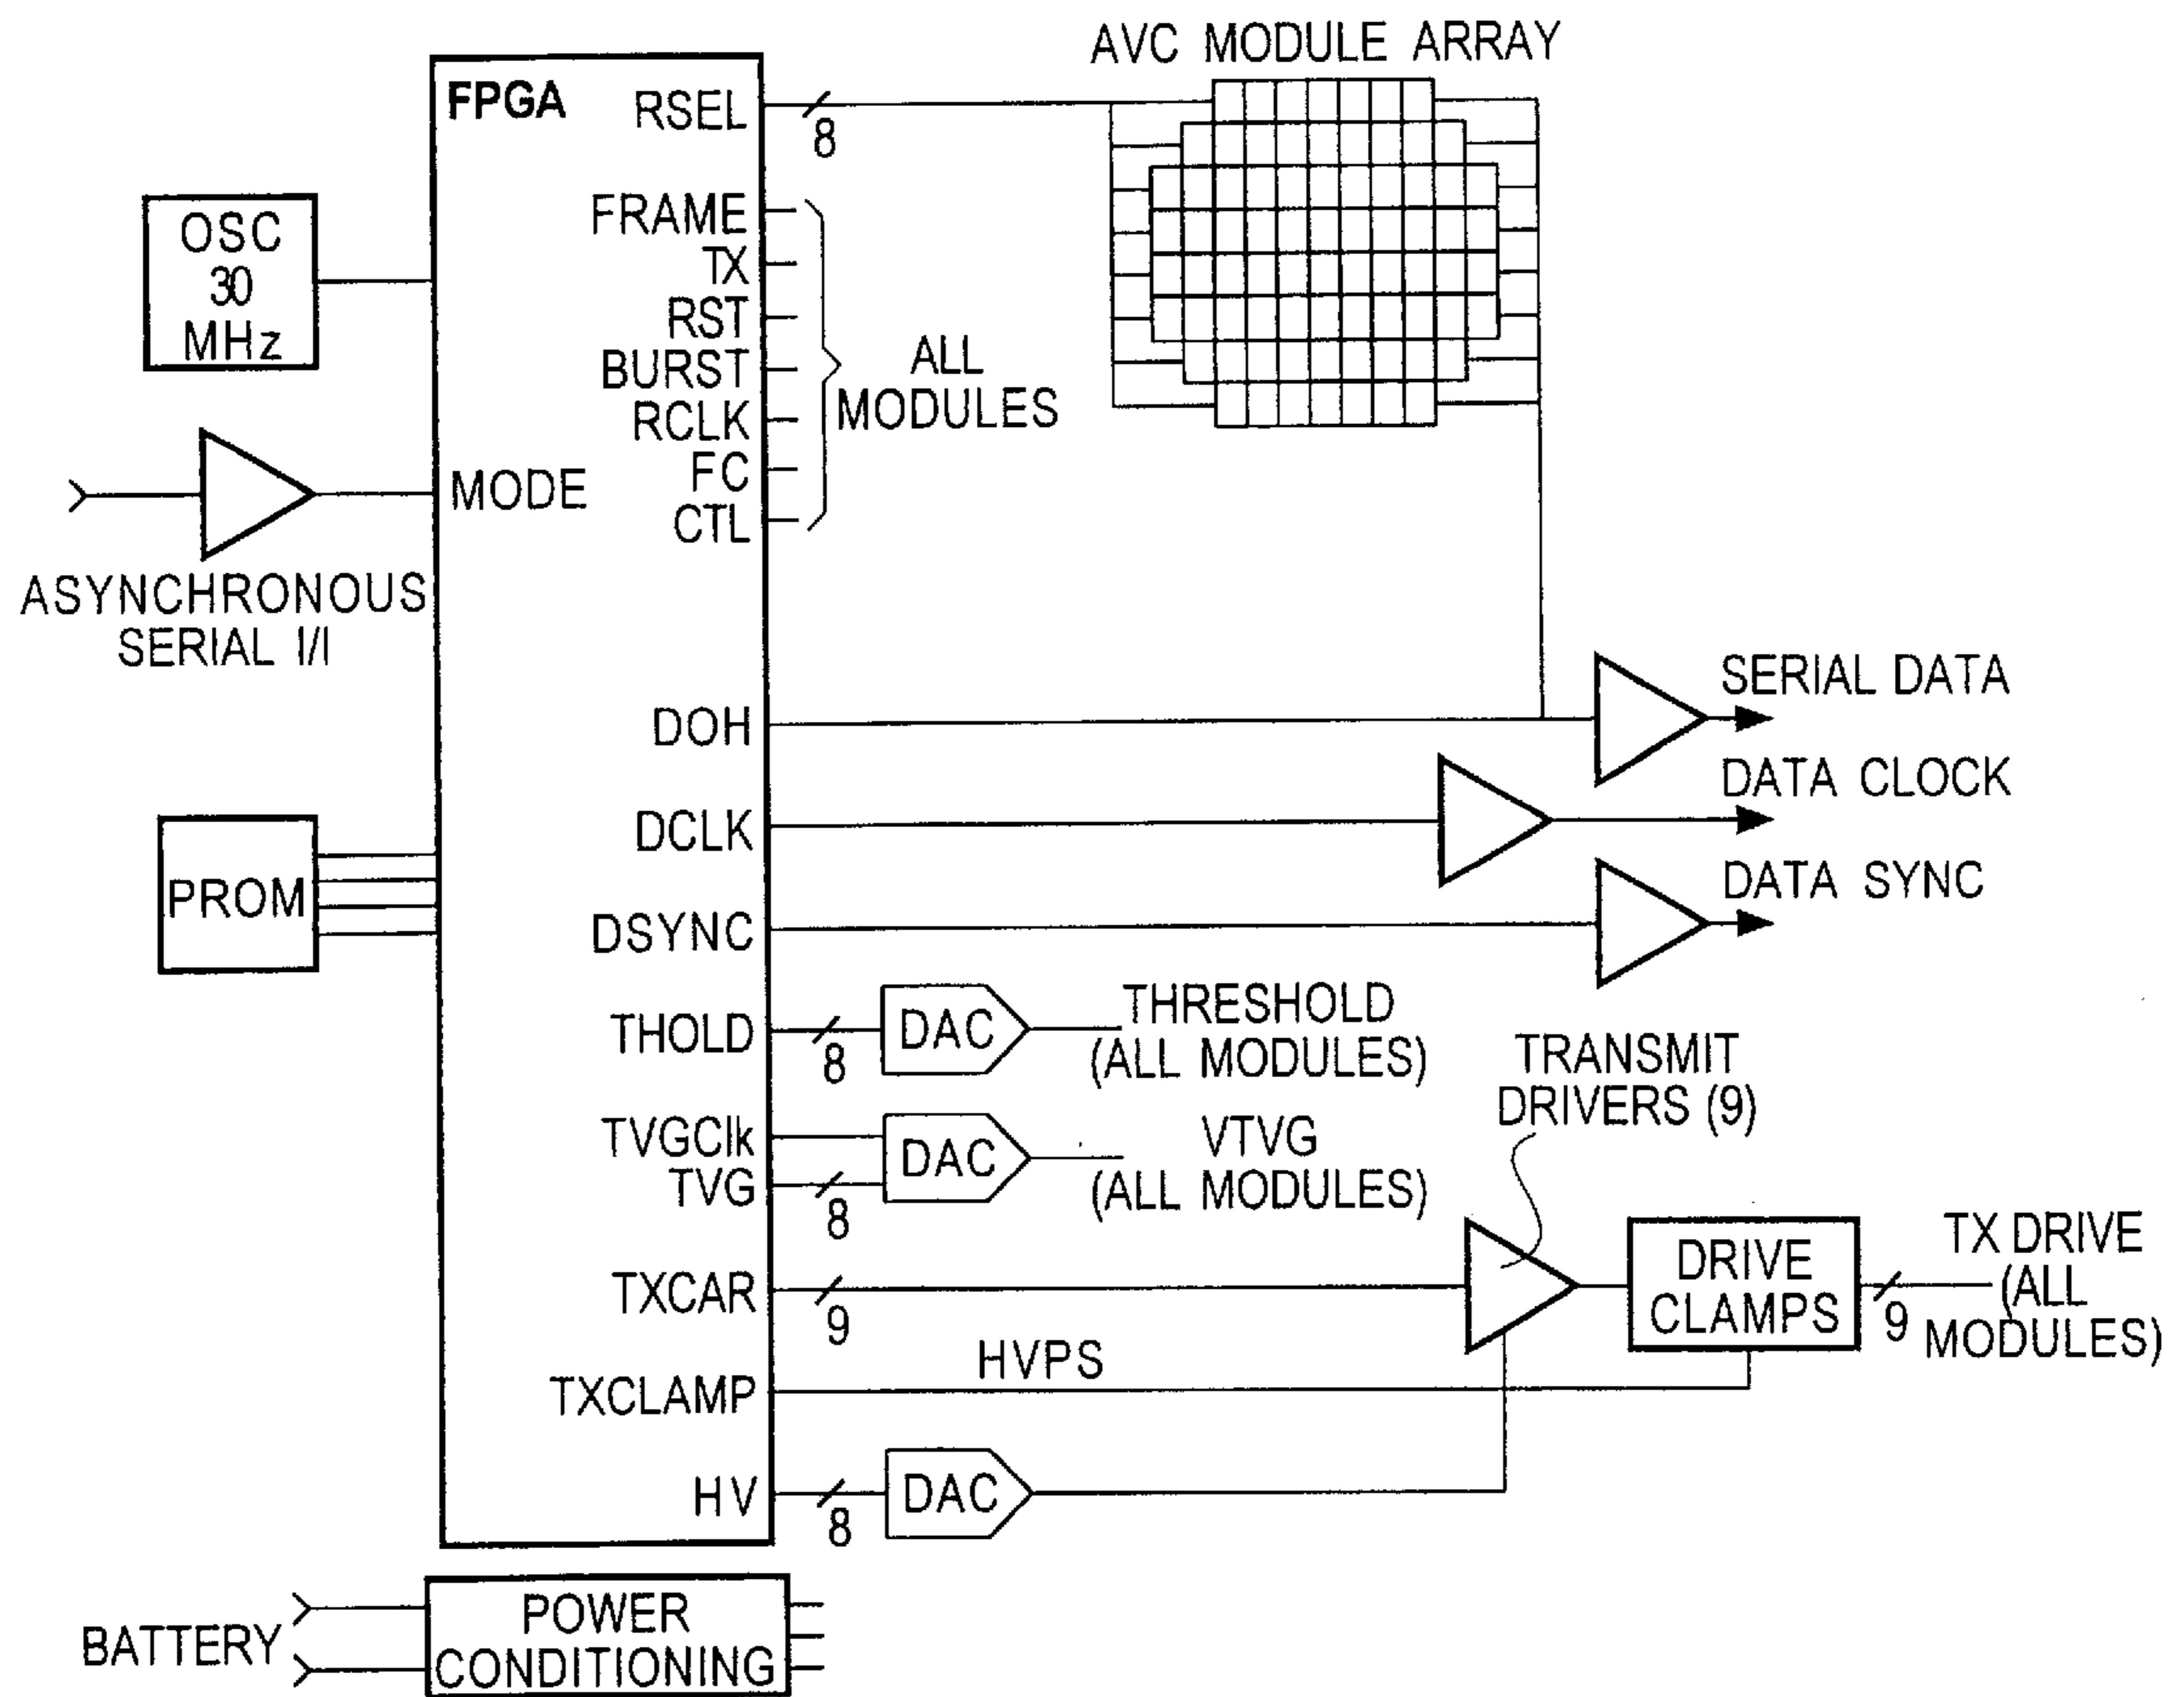 AVC MODULE ARRAY
FPGA
RSEL
8
FRAME
TX
RST
BURST
RCLK
FC
CTL
ALL
MODULES
OSC
30
MHz
MODE
ASYNCHRONOUS
SERIAL I/I
DOH
SERIAL DATA
DCLK
DATA CLOCK
PROM
DSYNC
DATA SYNC
THOLD
8
DAC
THRESHOLD
(ALL MODULES)
TRANSMIT
DRIVERS (9)
TVGClk
TVG
8
DAC
VTVG
(ALL MODULES)
TXCAR
9
DRIVE
CLAMPS
9
TX DRIVE
(ALL
MODULES)
TXCLAMP
HVPS
HV
8
DAC
BATTERY
POWER
CONDITIONING